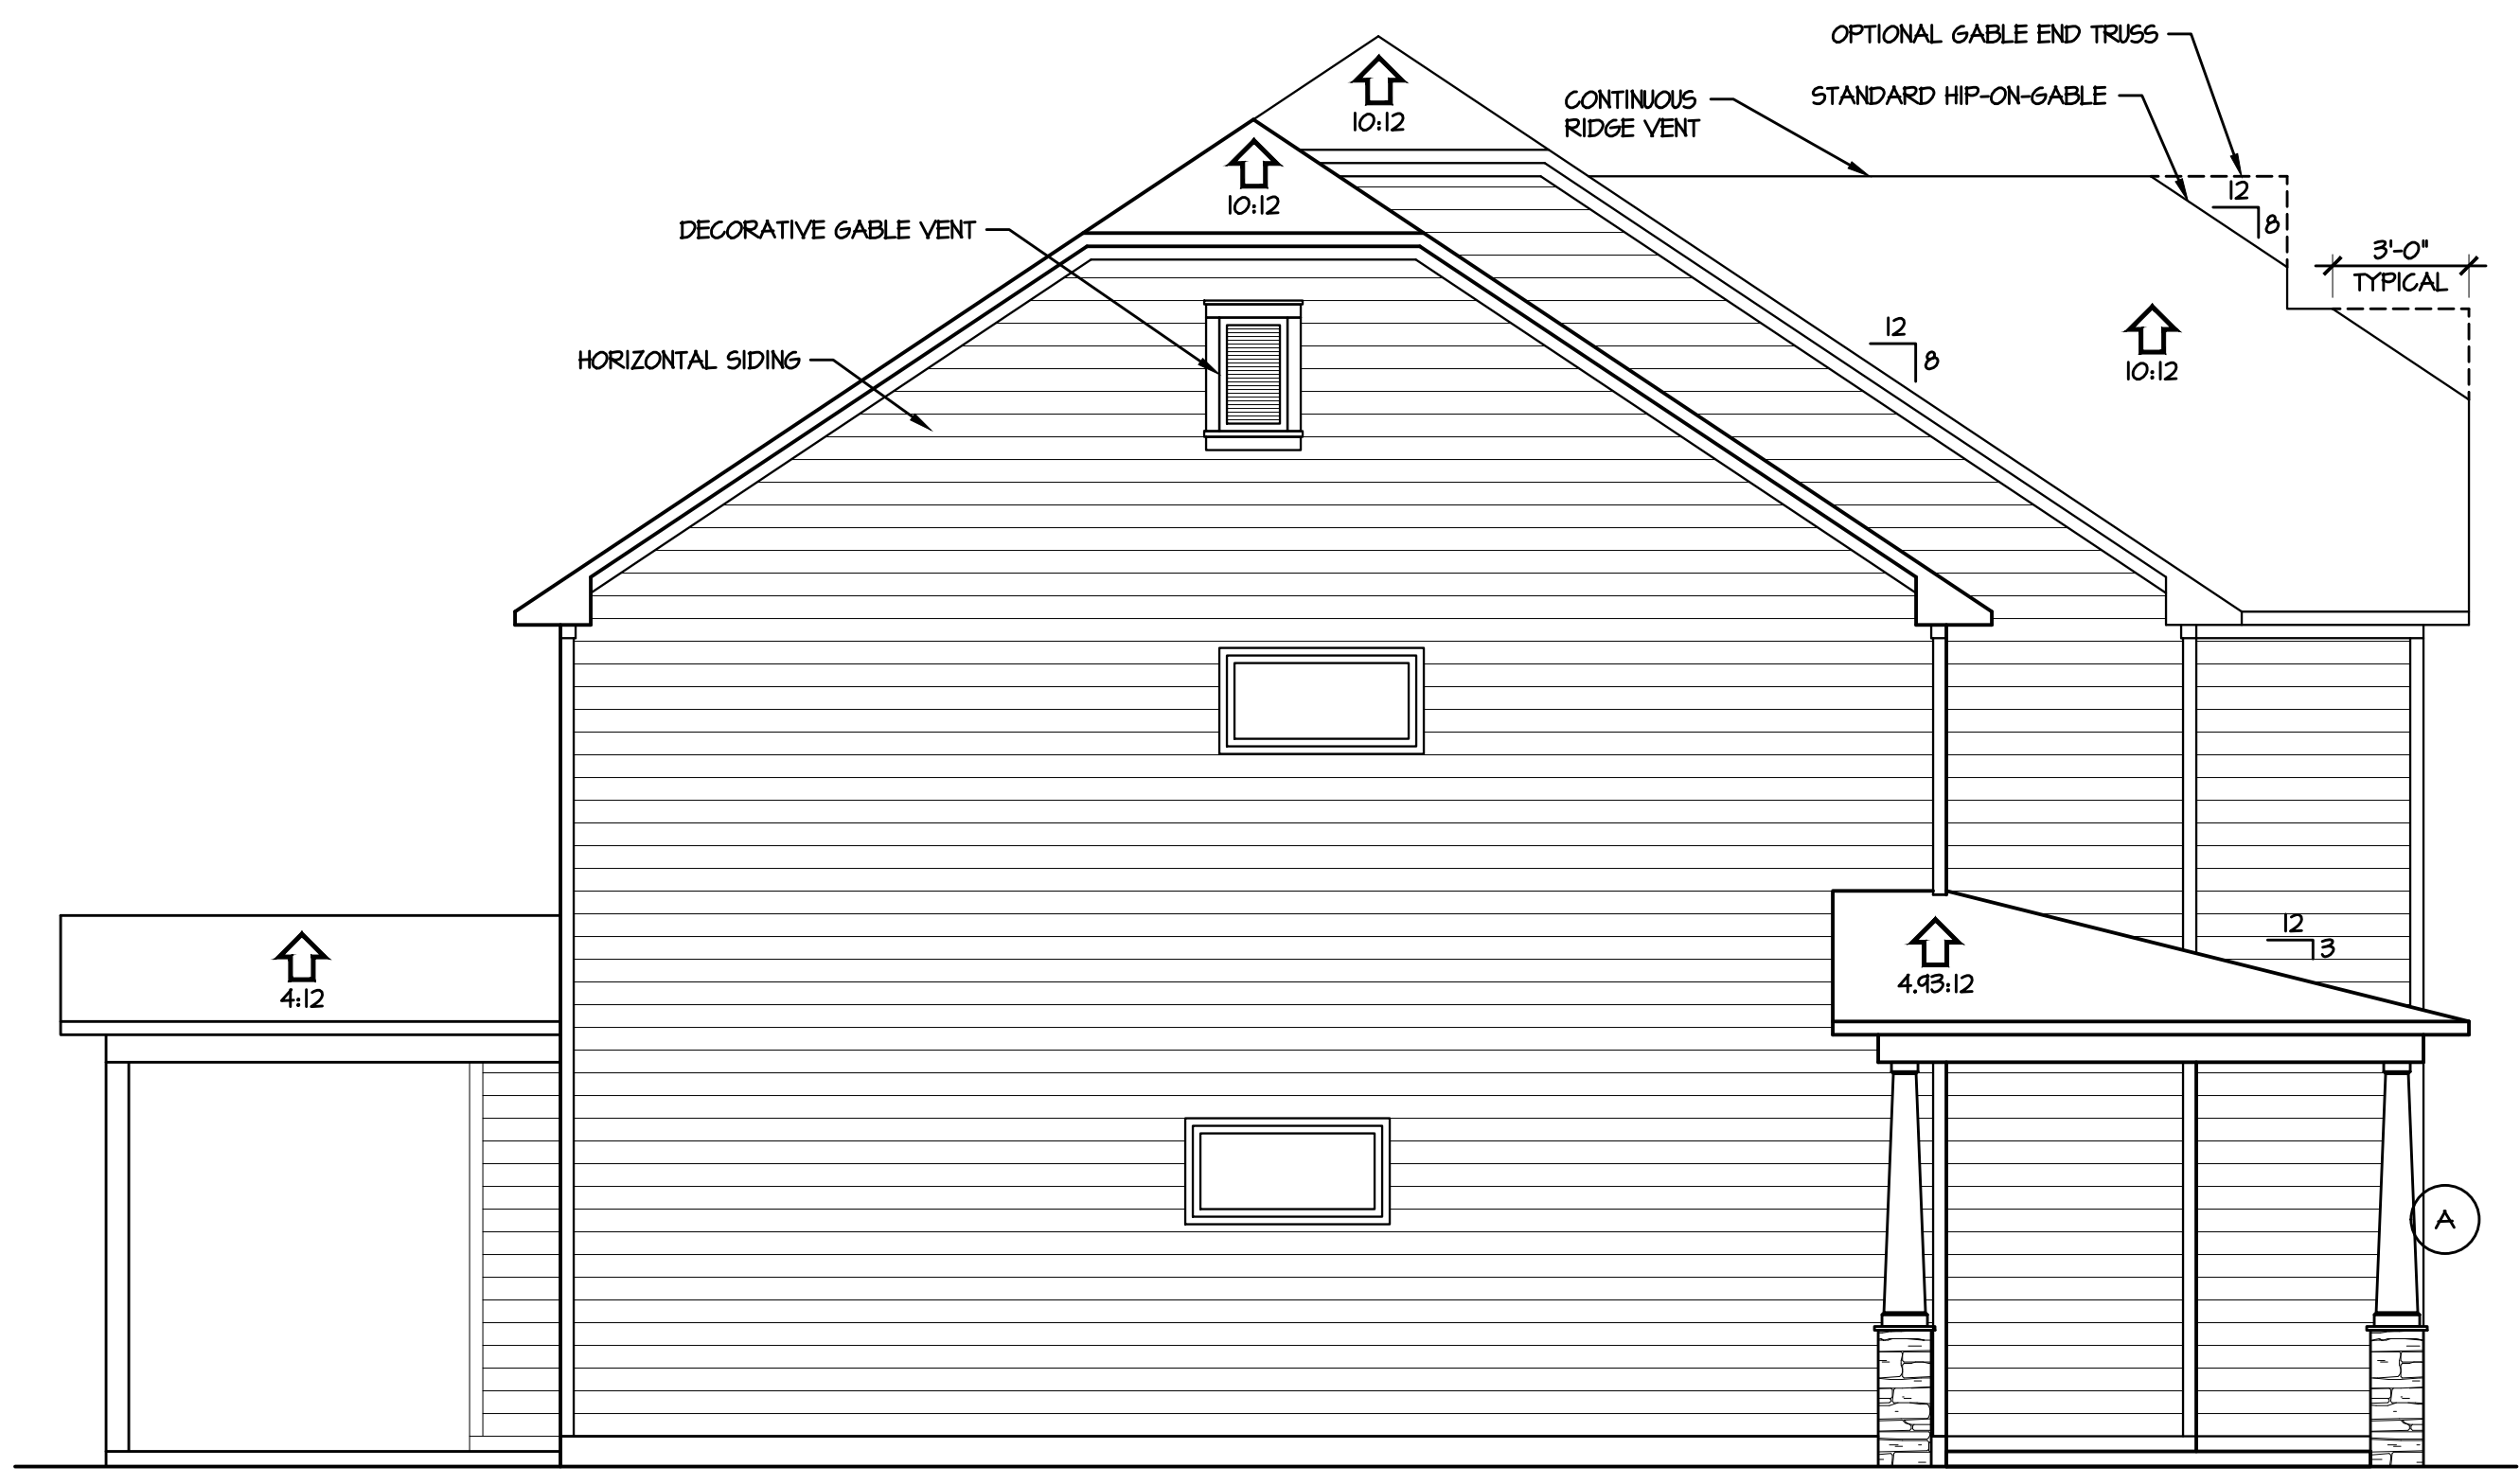 OPTIONAL GABLE END TRUSS
STANDARD HIP-ON-GABLE
CONTINUOUS
RIDGE VENT
10:12
10:12
DECORATIVE GABLE VENT
12
8
3'-0"
TYPICAL
HORIZONTAL SIDING
12
8
10:12
12
3
4.93:12
4:12
A